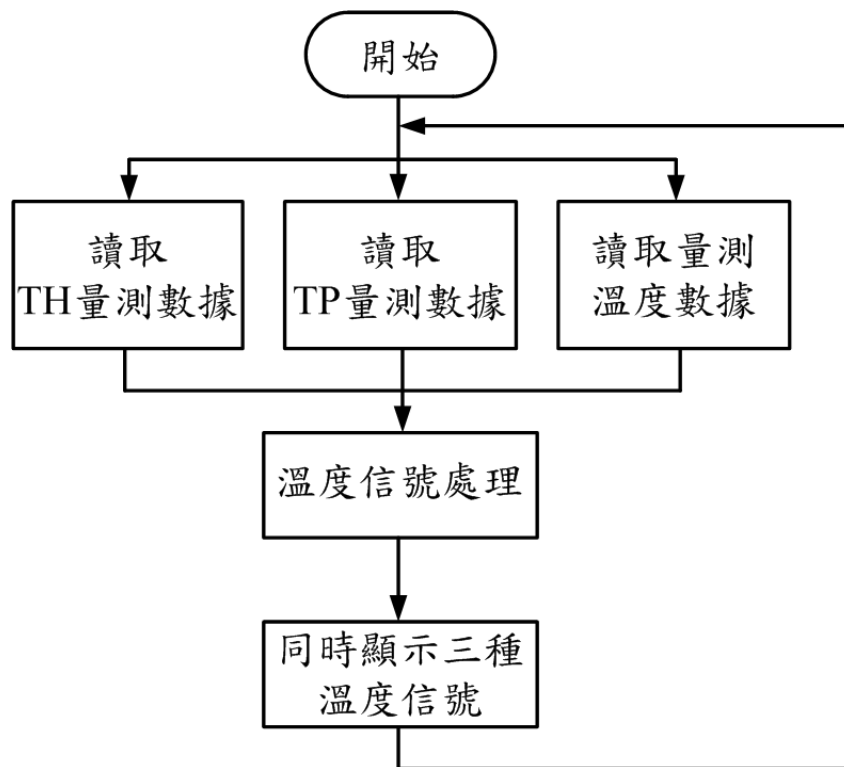 開始
讀取
TH量測數據
讀取
TP量測數據
讀取量測
溫度數據
溫度信號處理
同時顯示三種
溫度信號